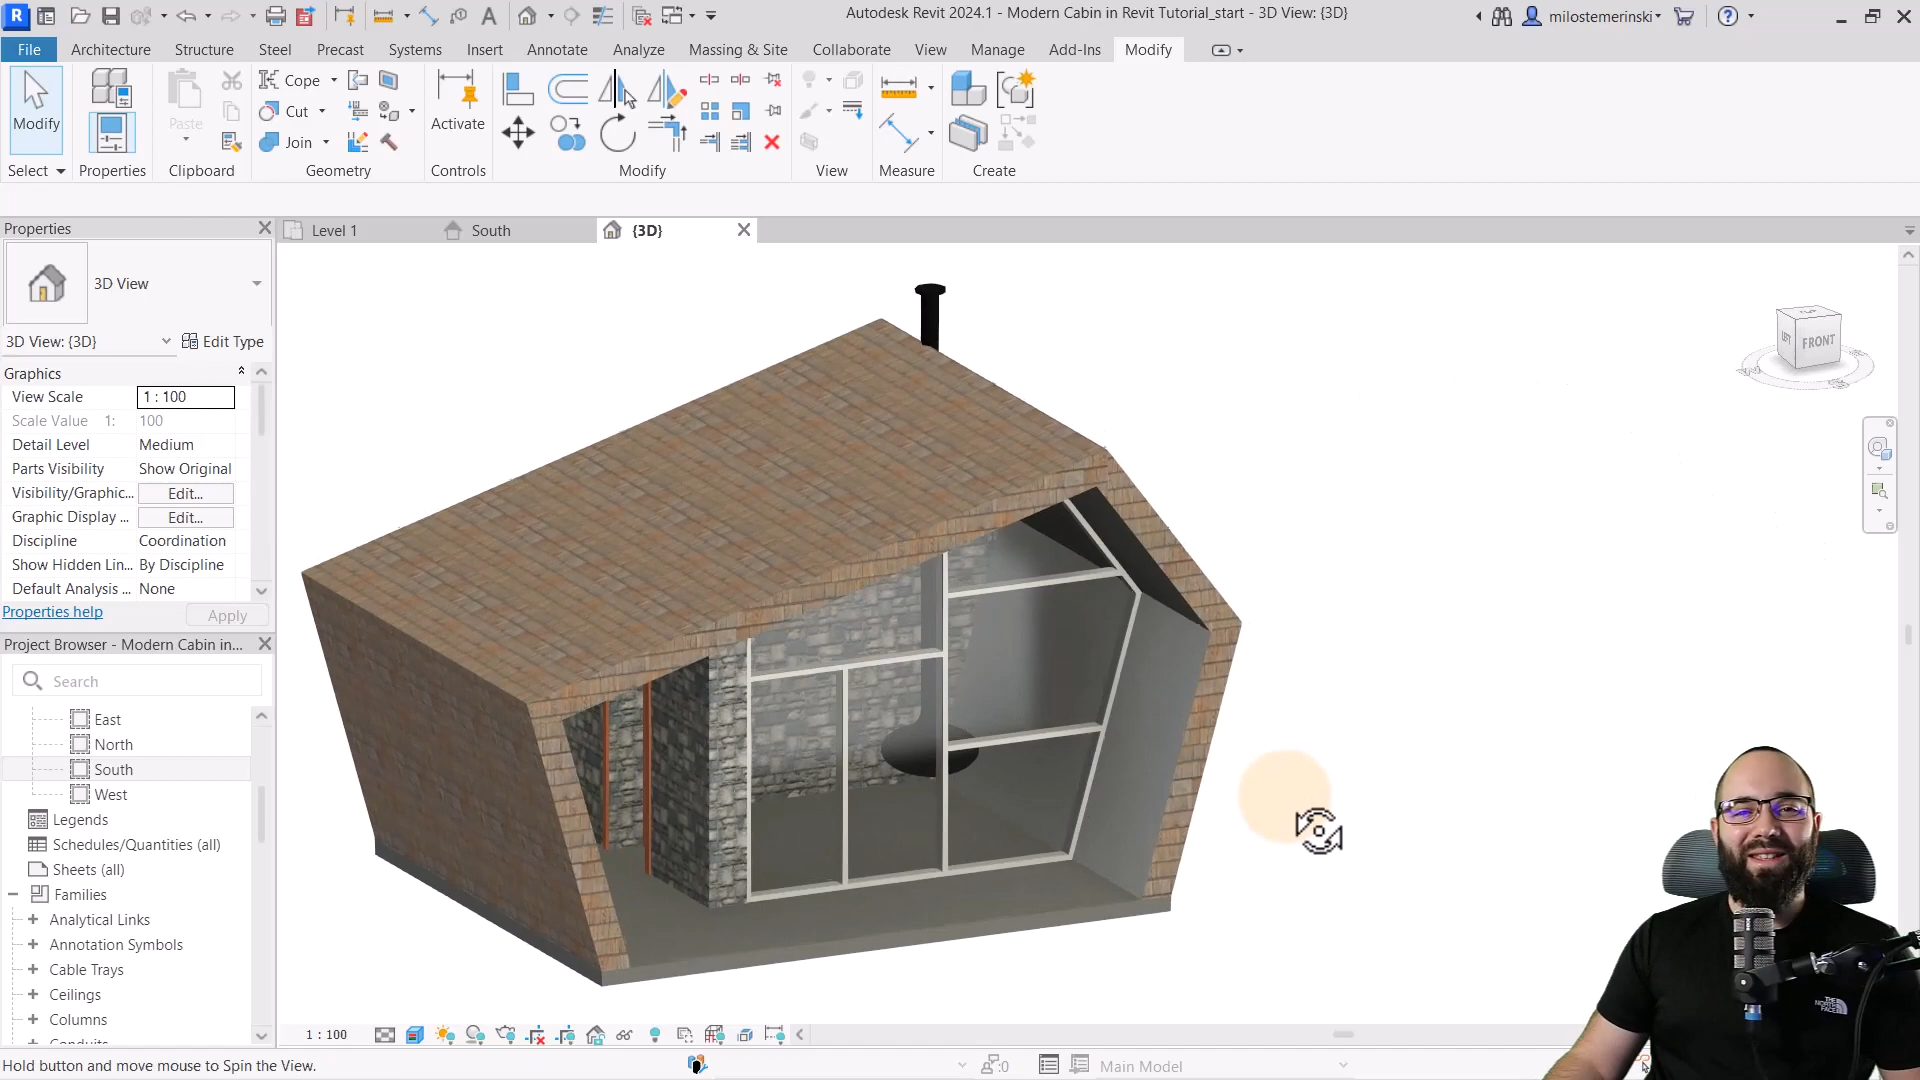 R
Autodesk Revit 2024.1 - Modern Cabin in Revit Tutorial_start - 3D View: {3D}
milostemerinski
File
Architecture
Structure
Steel
Precast
Systems
Insert
Annotate
Analyze
Massing & Site
Collaborate
View
Manage
Add-Ins
Modify
Modify
Paste
Cope
Cut
Join
Activate
Select
Properties
Clipboard
Geometry
Controls
Modify
View
Measure
Create
Properties
Level 1
South
{3D}
3D View
3D View: {3D}
Edit Type
Graphics
View Scale 1 : 100
Scale Value 1: 100
Detail Level Medium
Parts Visibility Show Original
Visibility/Graphic... Edit...
Graphic Display ... Edit...
Discipline Coordination
Show Hidden Lin... By Discipline
Default Analysis ... None
Properties help
Apply
Project Browser - Modern Cabin in...
Search
East
North
South
West
Legends
Schedules/Quantities (all)
Sheets (all)
Families
Analytical Links
Annotation Symbols
Cable Trays
Ceilings
Columns
LEFT
FRONT
THE
NORTH
FACE
1 : 100
Hold button and move mouse to Spin the View.
:0
Main Model